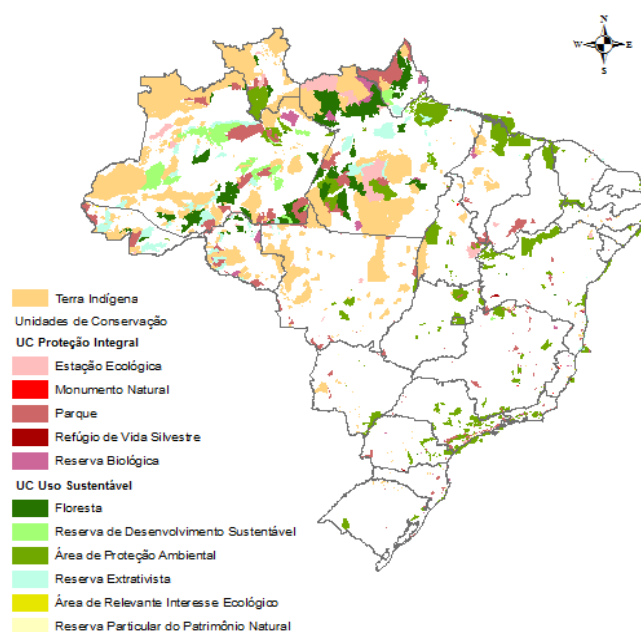 N
W E
S
Terra Indígena
Unidades de Conservação
UC Proteção Integral
Estação Ecológica
Monumento Natural
Parque
Refúgio de Vida Silvestre
Reserva Biológica
UC Uso Sustentável
Floresta
Reserva de Desenvolvimento Sustentável
Área de Proteção Ambiental
Reserva Extrativista
Área de Relevante Interesse Ecológico
Reserva Particular do Patrimônio Natural